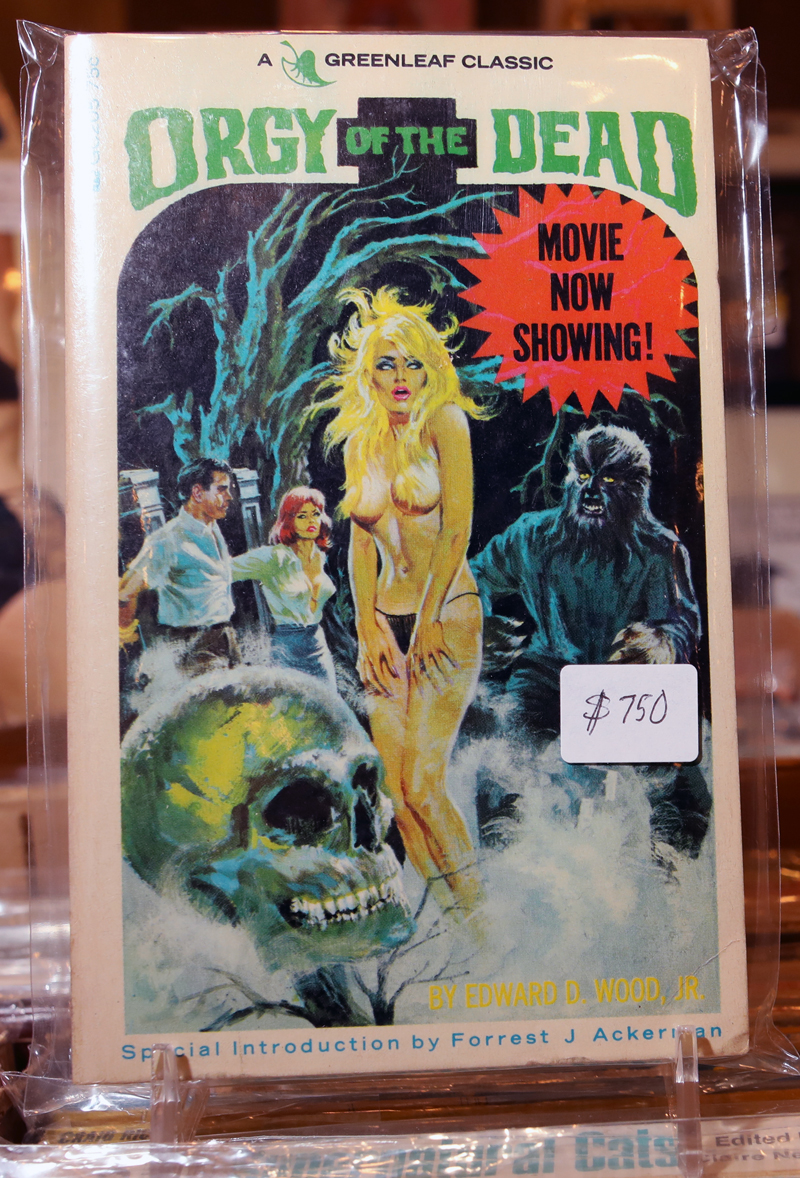 A GREENLEAF CLASSIC
ORGY OF THE DEAD
MOVIE
NOW
SHOWING!
$750
BY EDWARD D. WOOD, JR.
Special Introduction by Forrest J Ackerman
Cats
Edited